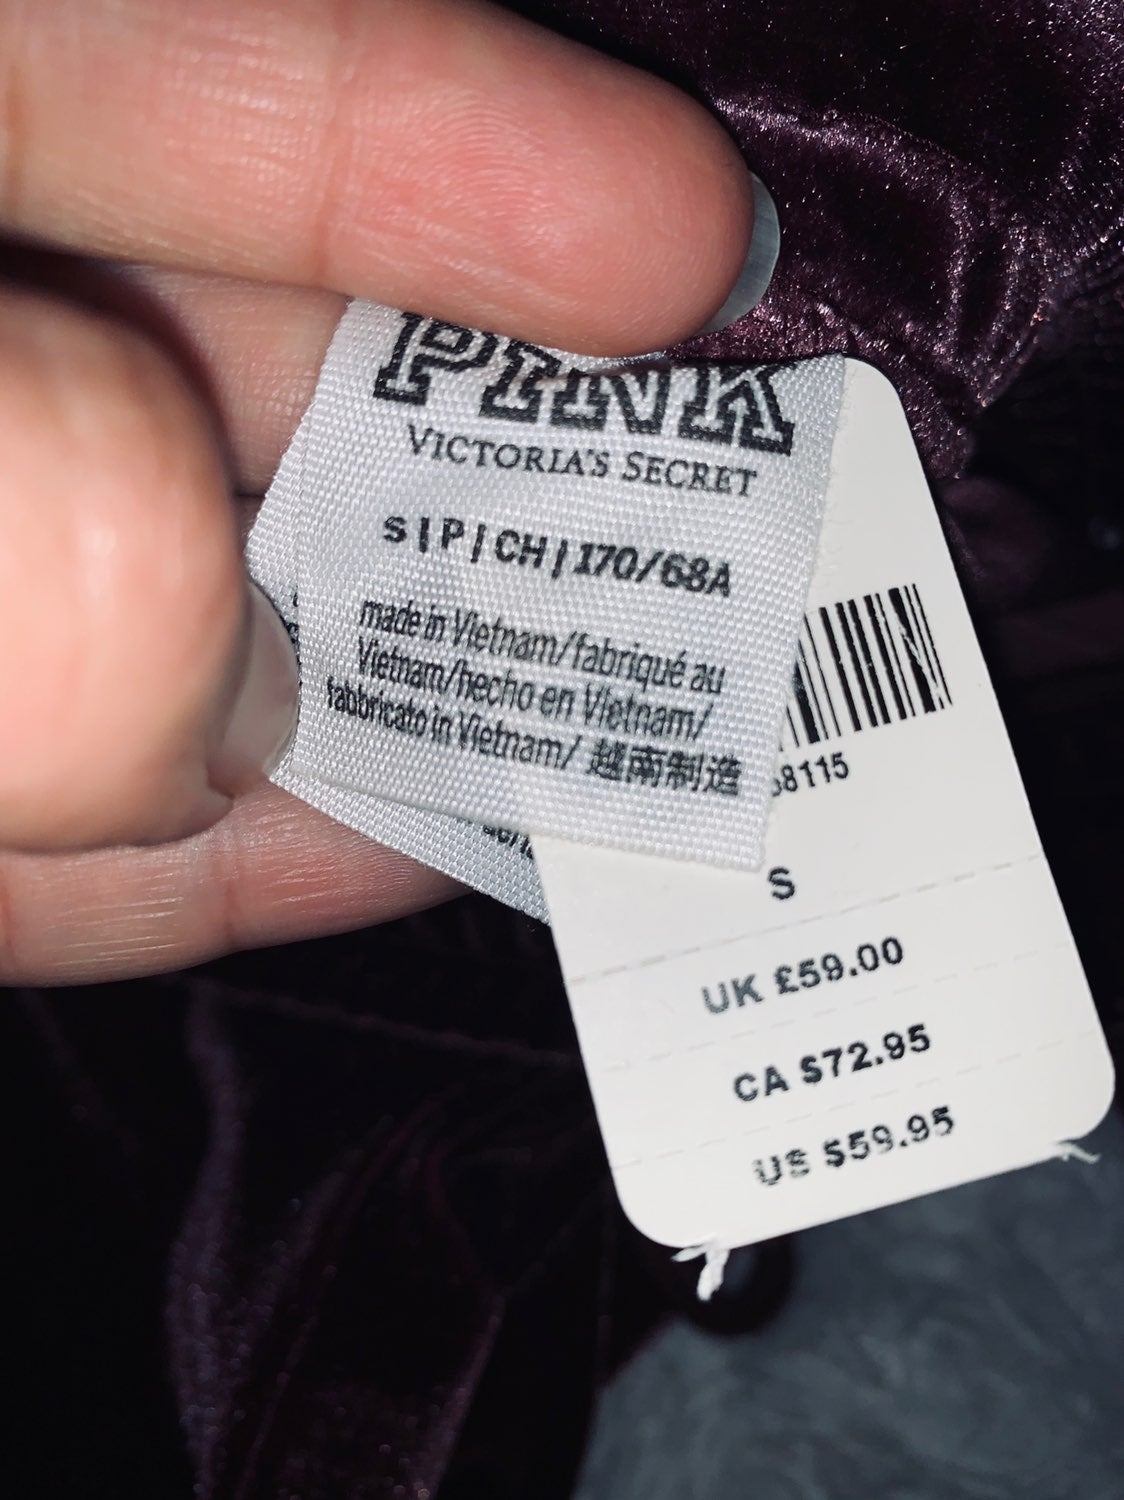 PINK
VICTORIA'S SECRET
S | P | CH | 170/68A
made in Vietnam/fabriqué au
Vietnam/hecho en Vietnam/
fabbricato in Vietnam/ 越南制造
8115
S
UK £59.00
CA $72.95
US $59.95